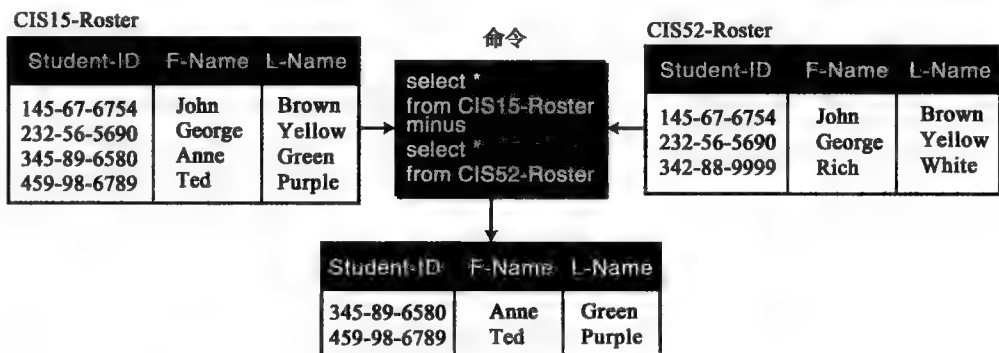 CIS15-Roster
Student-ID F-Name L-Name
145-67-6754 John Brown
232-56-5690 George Yellow
345-89-6580 Anne Green
459-98-6789 Ted Purple
命令
select *
from CIS15-Roster
minus
select *
from CIS52-Roster
CIS52-Roster
Student-ID F-Name L-Name
145-67-6754 John Brown
232-56-5690 George Yellow
342-88-9999 Rich White
Student-ID F-Name L-Name
345-89-6580 Anne Green
459-98-6789 Ted Purple